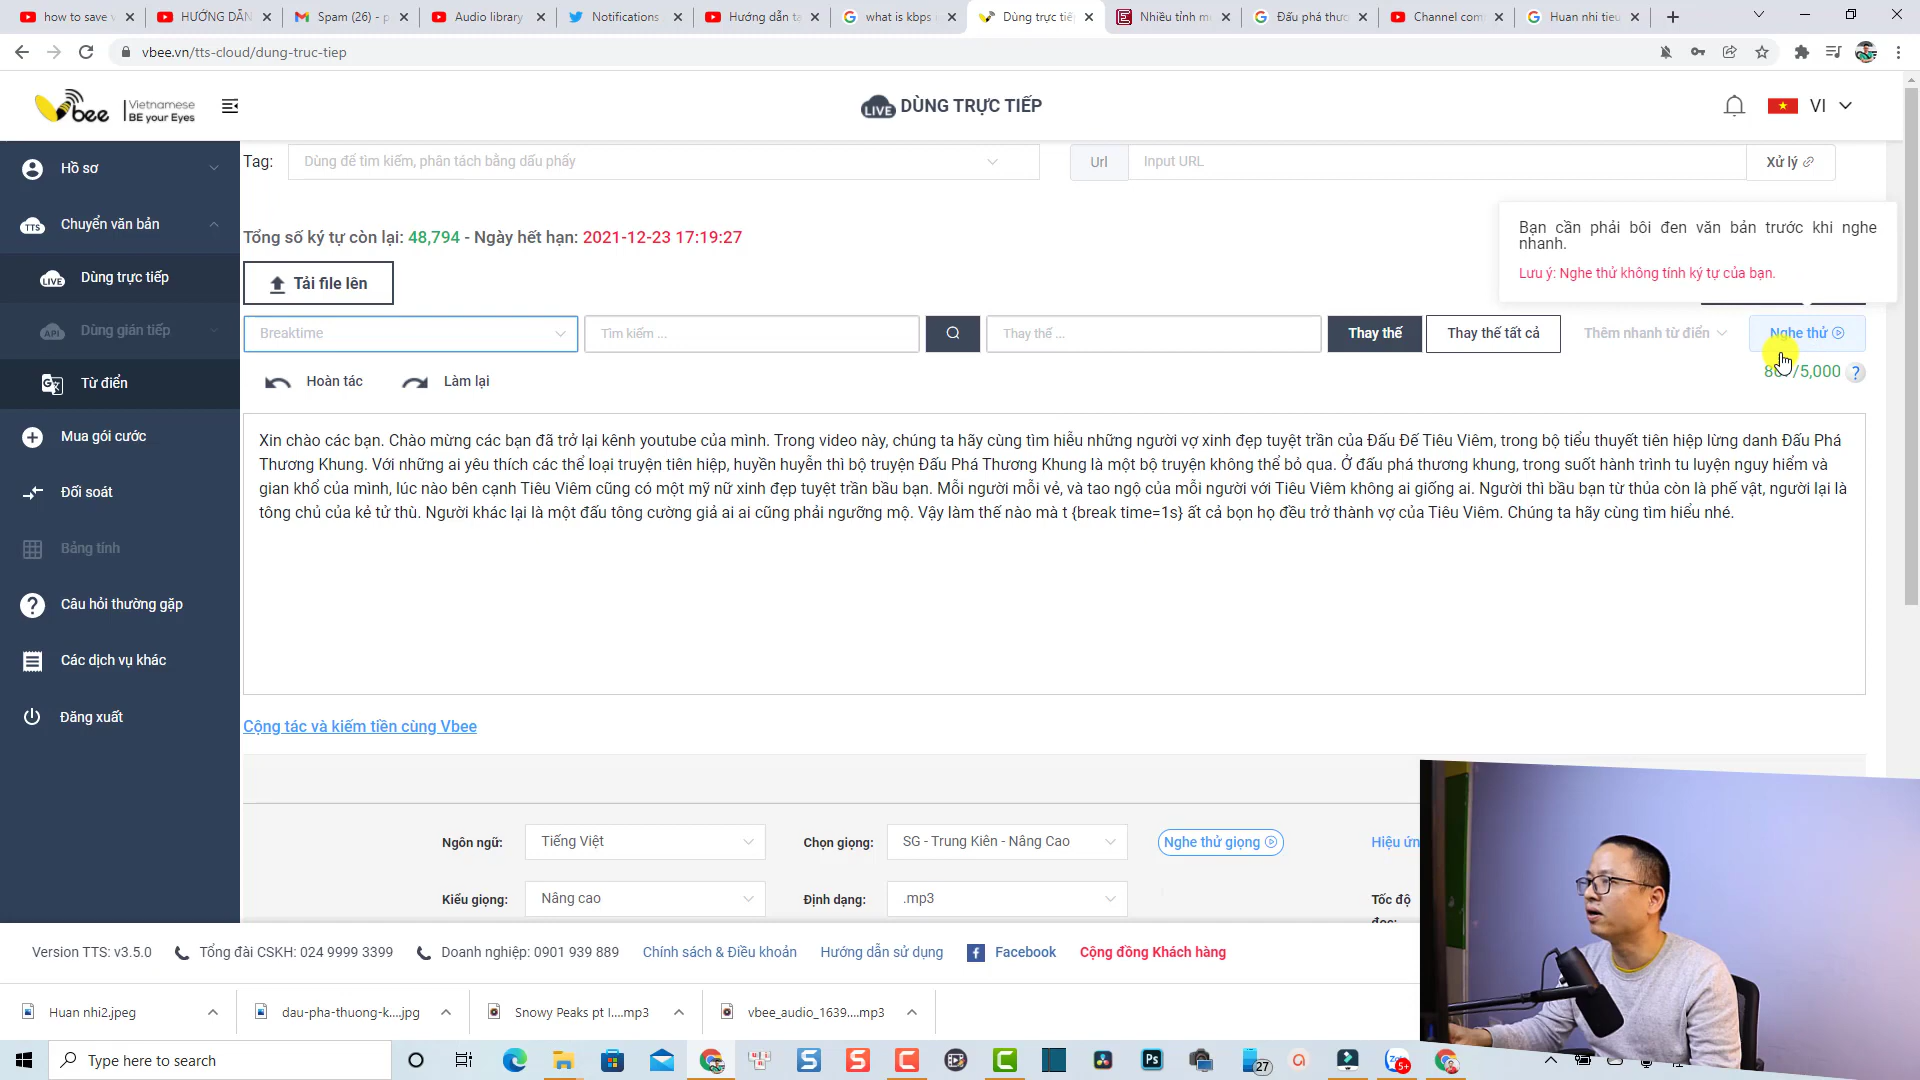 how to save
HƯỚNG DẪN
Spam (26) - p
Audio library
Notifications
Hướng dẫn tạ
what is kbps
Dùng trực tiế
Nhiều tỉnh m
Đấu phá thươ
Channel com
Huan nhi tieu
vbee.vn/tts-cloud/dung-truc-tiep
Vbee
Vietnamese
BE your Eyes
LIVE DÙNG TRỰC TIẾP
VI
Hồ sơ
TTS Chuyển văn bản
LIVE Dùng trực tiếp
API Dùng gián tiếp
Từ điển
Mua gói cước
Đối soát
Bảng tính
Câu hỏi thường gặp
Các dịch vụ khác
Đăng xuất
Tag: Dùng để tìm kiếm, phân tách bằng dấu phẩy
Url Input URL Xử lý
Bạn cần phải bôi đen văn bản trước khi nghe
nhanh.
Lưu ý: Nghe thử không tính ký tự của bạn.
Tổng số ký tự còn lại: 48,794 - Ngày hết hạn: 2021-12-23 17:19:27
Tải file lên
Breaktime Tìm kiếm ... Thay thế ... Thay thế Thay thế tất cả Thêm nhanh từ điển Nghe thử
Hoàn tác Làm lại /5,000 ?
Xin chào các bạn. Chào mừng các bạn đã trở lại kênh youtube của mình. Trong video này, chúng ta hãy cùng tìm hiểu những người vợ xinh đẹp tuyệt trần của Đấu Đế Tiêu Viêm, trong bộ tiểu thuyết tiên hiệp lừng danh Đấu Phá
Thương Khung. Với những ai yêu thích các thể loại truyện tiên hiệp, huyền huyễn thì bộ truyện Đấu Phá Thương Khung là một bộ truyện không thể bỏ qua. Ở đấu phá thương khung, trong suốt hành trình tu luyện nguy hiểm và
gian khổ của mình, lúc nào bên cạnh Tiêu Viêm cũng có một mỹ nữ xinh đẹp tuyệt trần bầu bạn. Mỗi người mỗi vẻ, và tao ngộ của mỗi người với Tiêu Viêm không ai giống ai. Người thì bầu bạn từ thủa còn là phế vật, người lại là
tông chủ của kẻ tử thù. Người khác lại là một đấu tông cường giả ai ai cũng phải ngưỡng mộ. Vậy làm thế nào mà t {break time=1s} ất cả bọn họ đều trở thành vợ của Tiêu Viêm. Chúng ta hãy cùng tìm hiểu nhé.
Cộng tác và kiếm tiền cùng Vbee
Ngôn ngữ: Tiếng Việt Chọn giọng: SG - Trung Kiên - Nâng Cao Nghe thử giọng Hiệu ứn
Kiểu giọng: Nâng cao Định dạng: .mp3 Tốc độ
đọc:
Version TTS: v3.5.0 Tổng đài CSKH: 024 9999 3399 Doanh nghiệp: 0901 939 889 Chính sách & Điều khoản Hướng dẫn sử dụng Facebook Cộng đồng Khách hàng
Huan nhi2.jpeg
dau-pha-thuong-k....jpg
Snowy Peaks pt I....mp3
vbee_audio_1639....mp3
Type here to search
Ps
27
5+